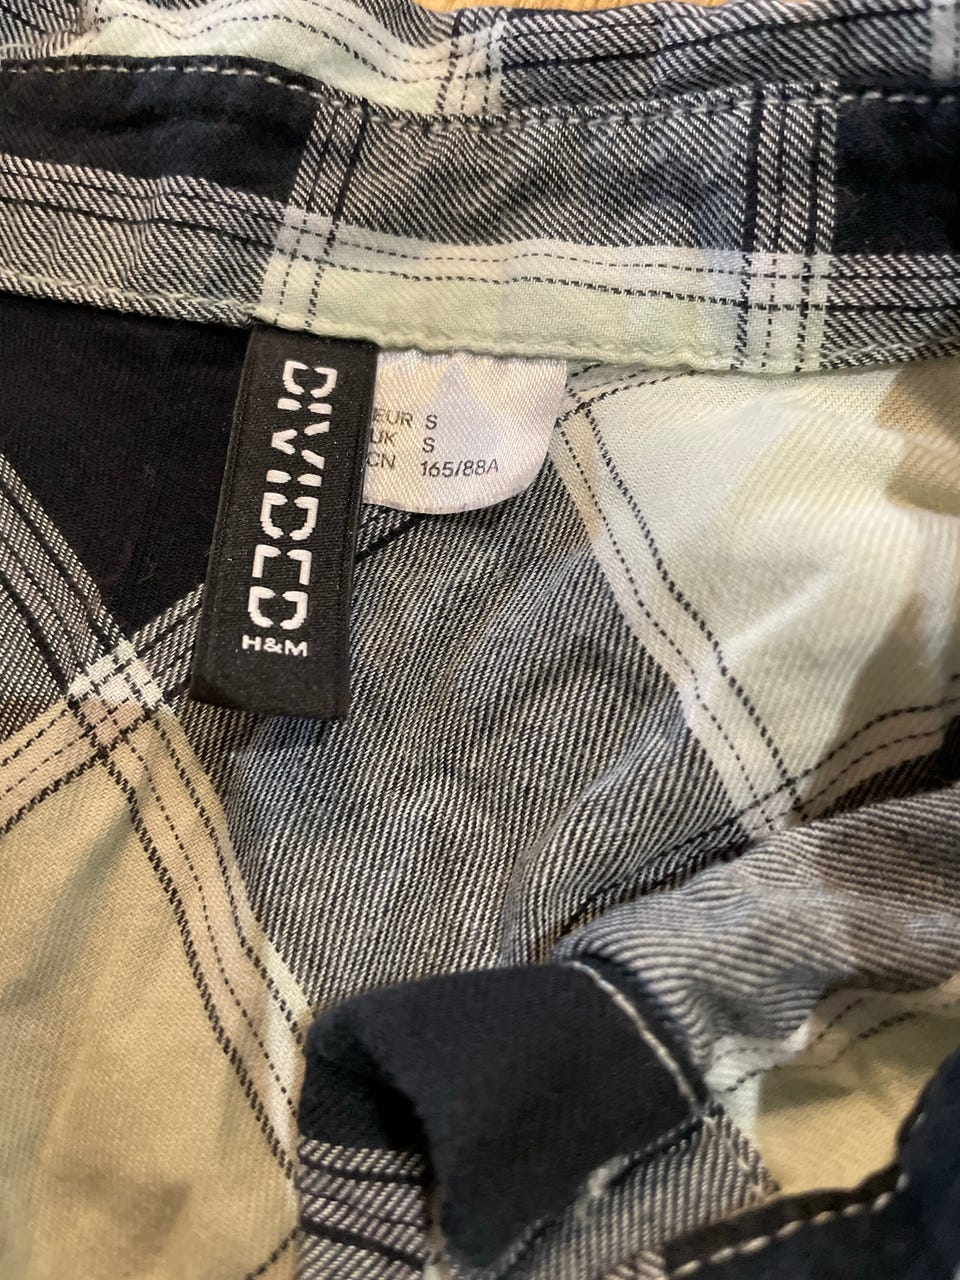 DIVIDED
H&M
EUR S
UK S
CN 165/88A